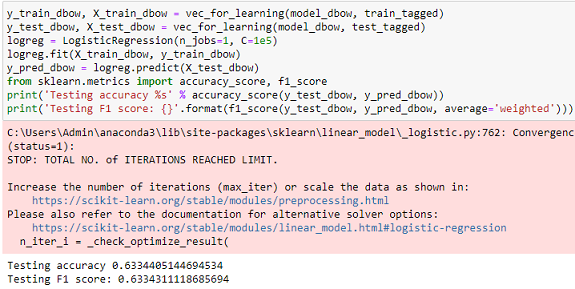 y_train_dbow, X_train_dbow = vec_for_learning(model_dbow, train_tagged)
y_test_dbow, X_test_dbow = vec_for_learning(model_dbow, test_tagged)
logreg = LogisticRegression(n_jobs=1, C=1e5)
logreg.fit(X_train_dbow, y_train_dbow)
y_pred_dbow = logreg.predict(X_test_dbow)
from sklearn.metrics import accuracy_score, f1_score
print('Testing accuracy %s' % accuracy_score(y_test_dbow, y_pred_dbow))
print('Testing F1 score: {}'.format(f1_score(y_test_dbow, y_pred_dbow, average='weighted')))
C:\Users\Admin\anaconda3\lib\site-packages\sklearn\linear_model\_logistic.py:762: Convergenc
(status=1):
STOP: TOTAL NO. of ITERATIONS REACHED LIMIT.
Increase the number of iterations (max_iter) or scale the data as shown in:
https://scikit-learn.org/stable/modules/preprocessing.html
Please also refer to the documentation for alternative solver options:
https://scikit-learn.org/stable/modules/linear_model.html#logistic-regression
n_iter_i = _check_optimize_result(
Testing accuracy 0.6334405144694534
Testing F1 score: 0.6334311118685694